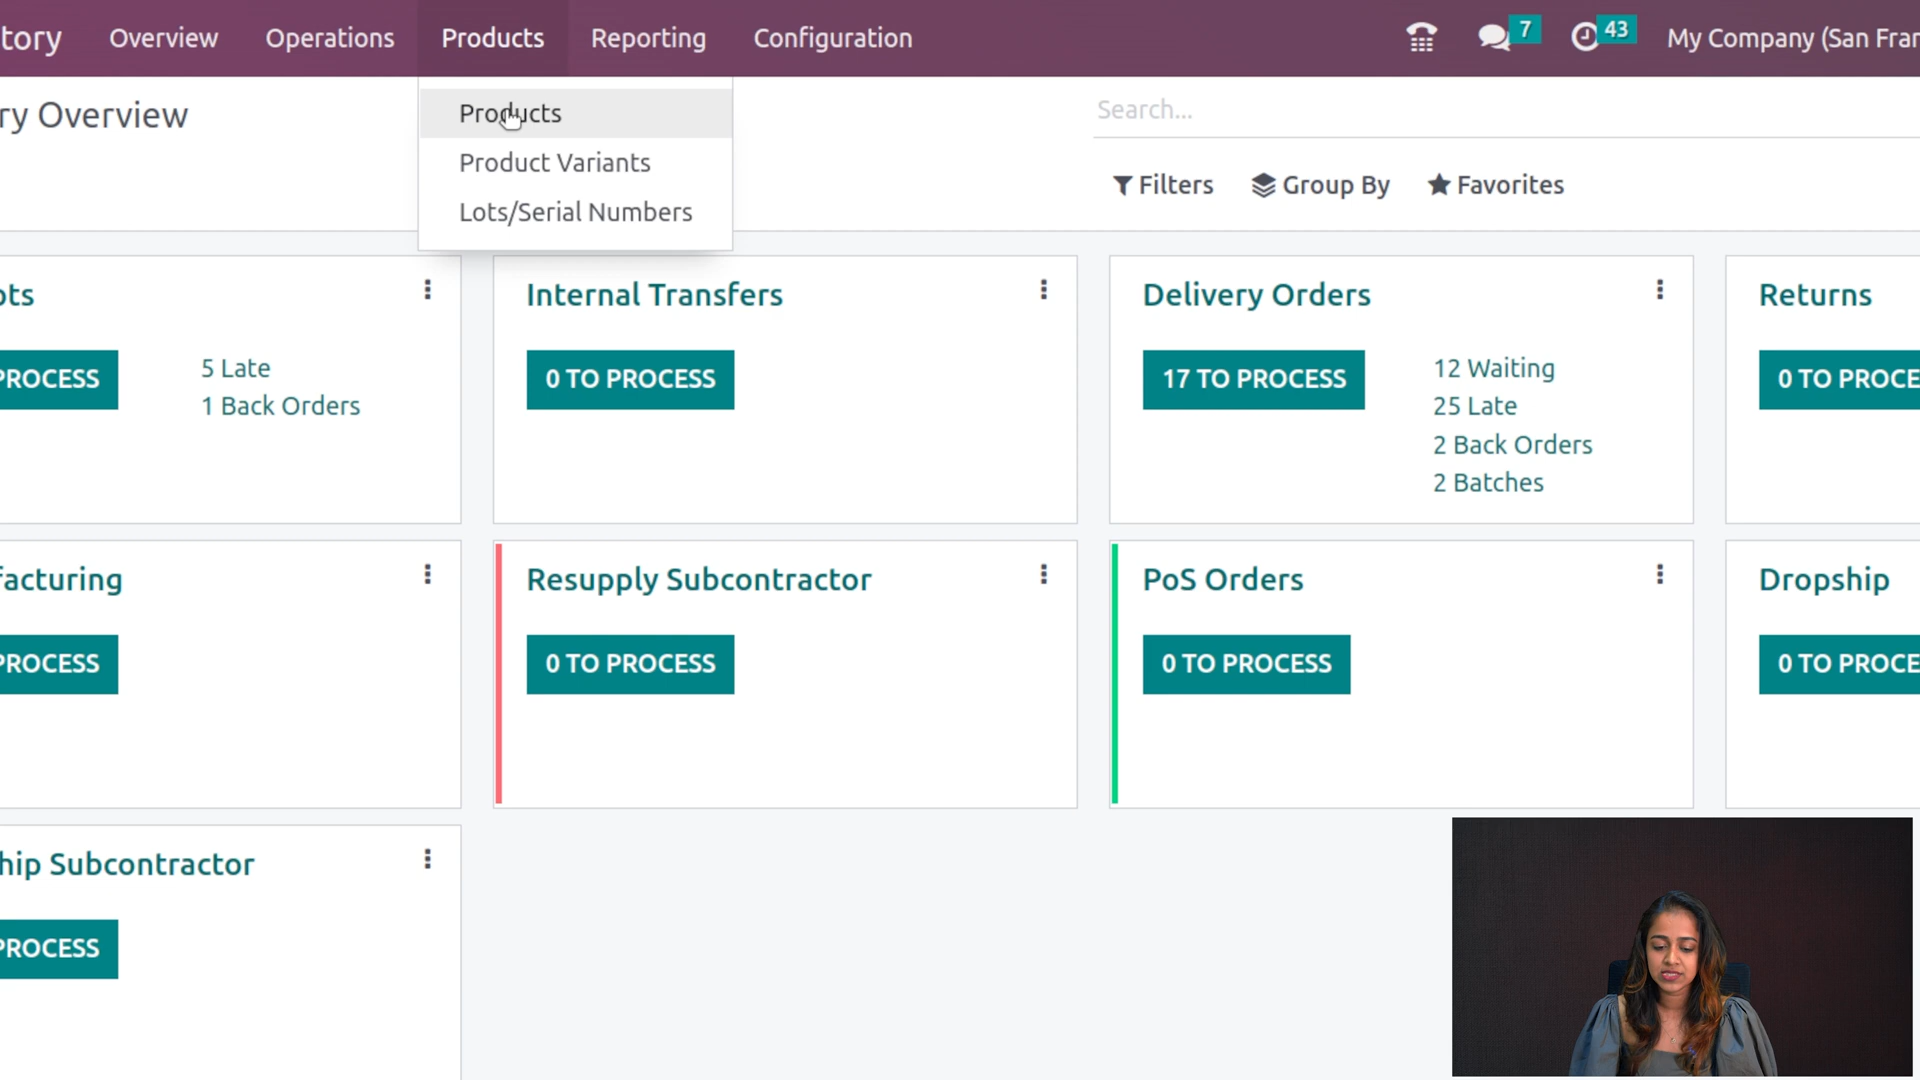 tory Overview Operations Products Reporting Configuration 7 43 My Company (San Fran
ry Overview
Search...
Products
Product Variants
Lots/Serial Numbers
Filters Group By Favorites
ots
PROCESS
5 Late
1 Back Orders
Internal Transfers
0 TO PROCESS
Delivery Orders
17 TO PROCESS
12 Waiting
25 Late
2 Back Orders
2 Batches
Returns
0 TO PROCE
facturing
PROCESS
Resupply Subcontractor
0 TO PROCESS
PoS Orders
0 TO PROCESS
Dropship
0 TO PROCE
hip Subcontractor
PROCESS